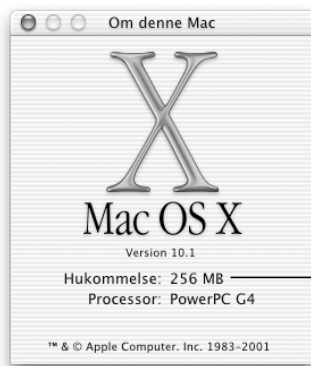 Om denne Mac
X
Mac OS X
Version 10.1
Hukommelse: 256 MB
Processor: PowerPC G4
™ & © Apple Computer. Inc. 1983-2001